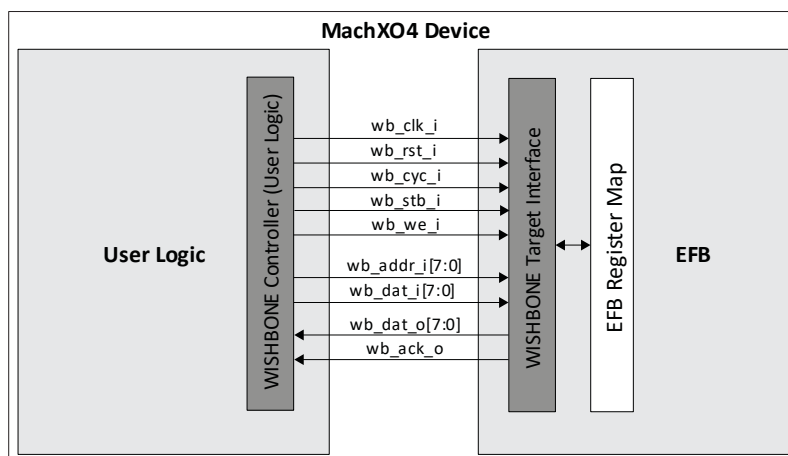 MachXO4 Device
User Logic
WISHBONE Controller (User Logic)
wb_clk_i
wb_rst_i
wb_cyc_i
wb_stb_i
wb_we_i
wb_addr_i[7:0]
wb_dat_i[7:0]
wb_dat_o[7:0]
wb_ack_o
WISHBONE Target Interface
EFB Register Map
EFB